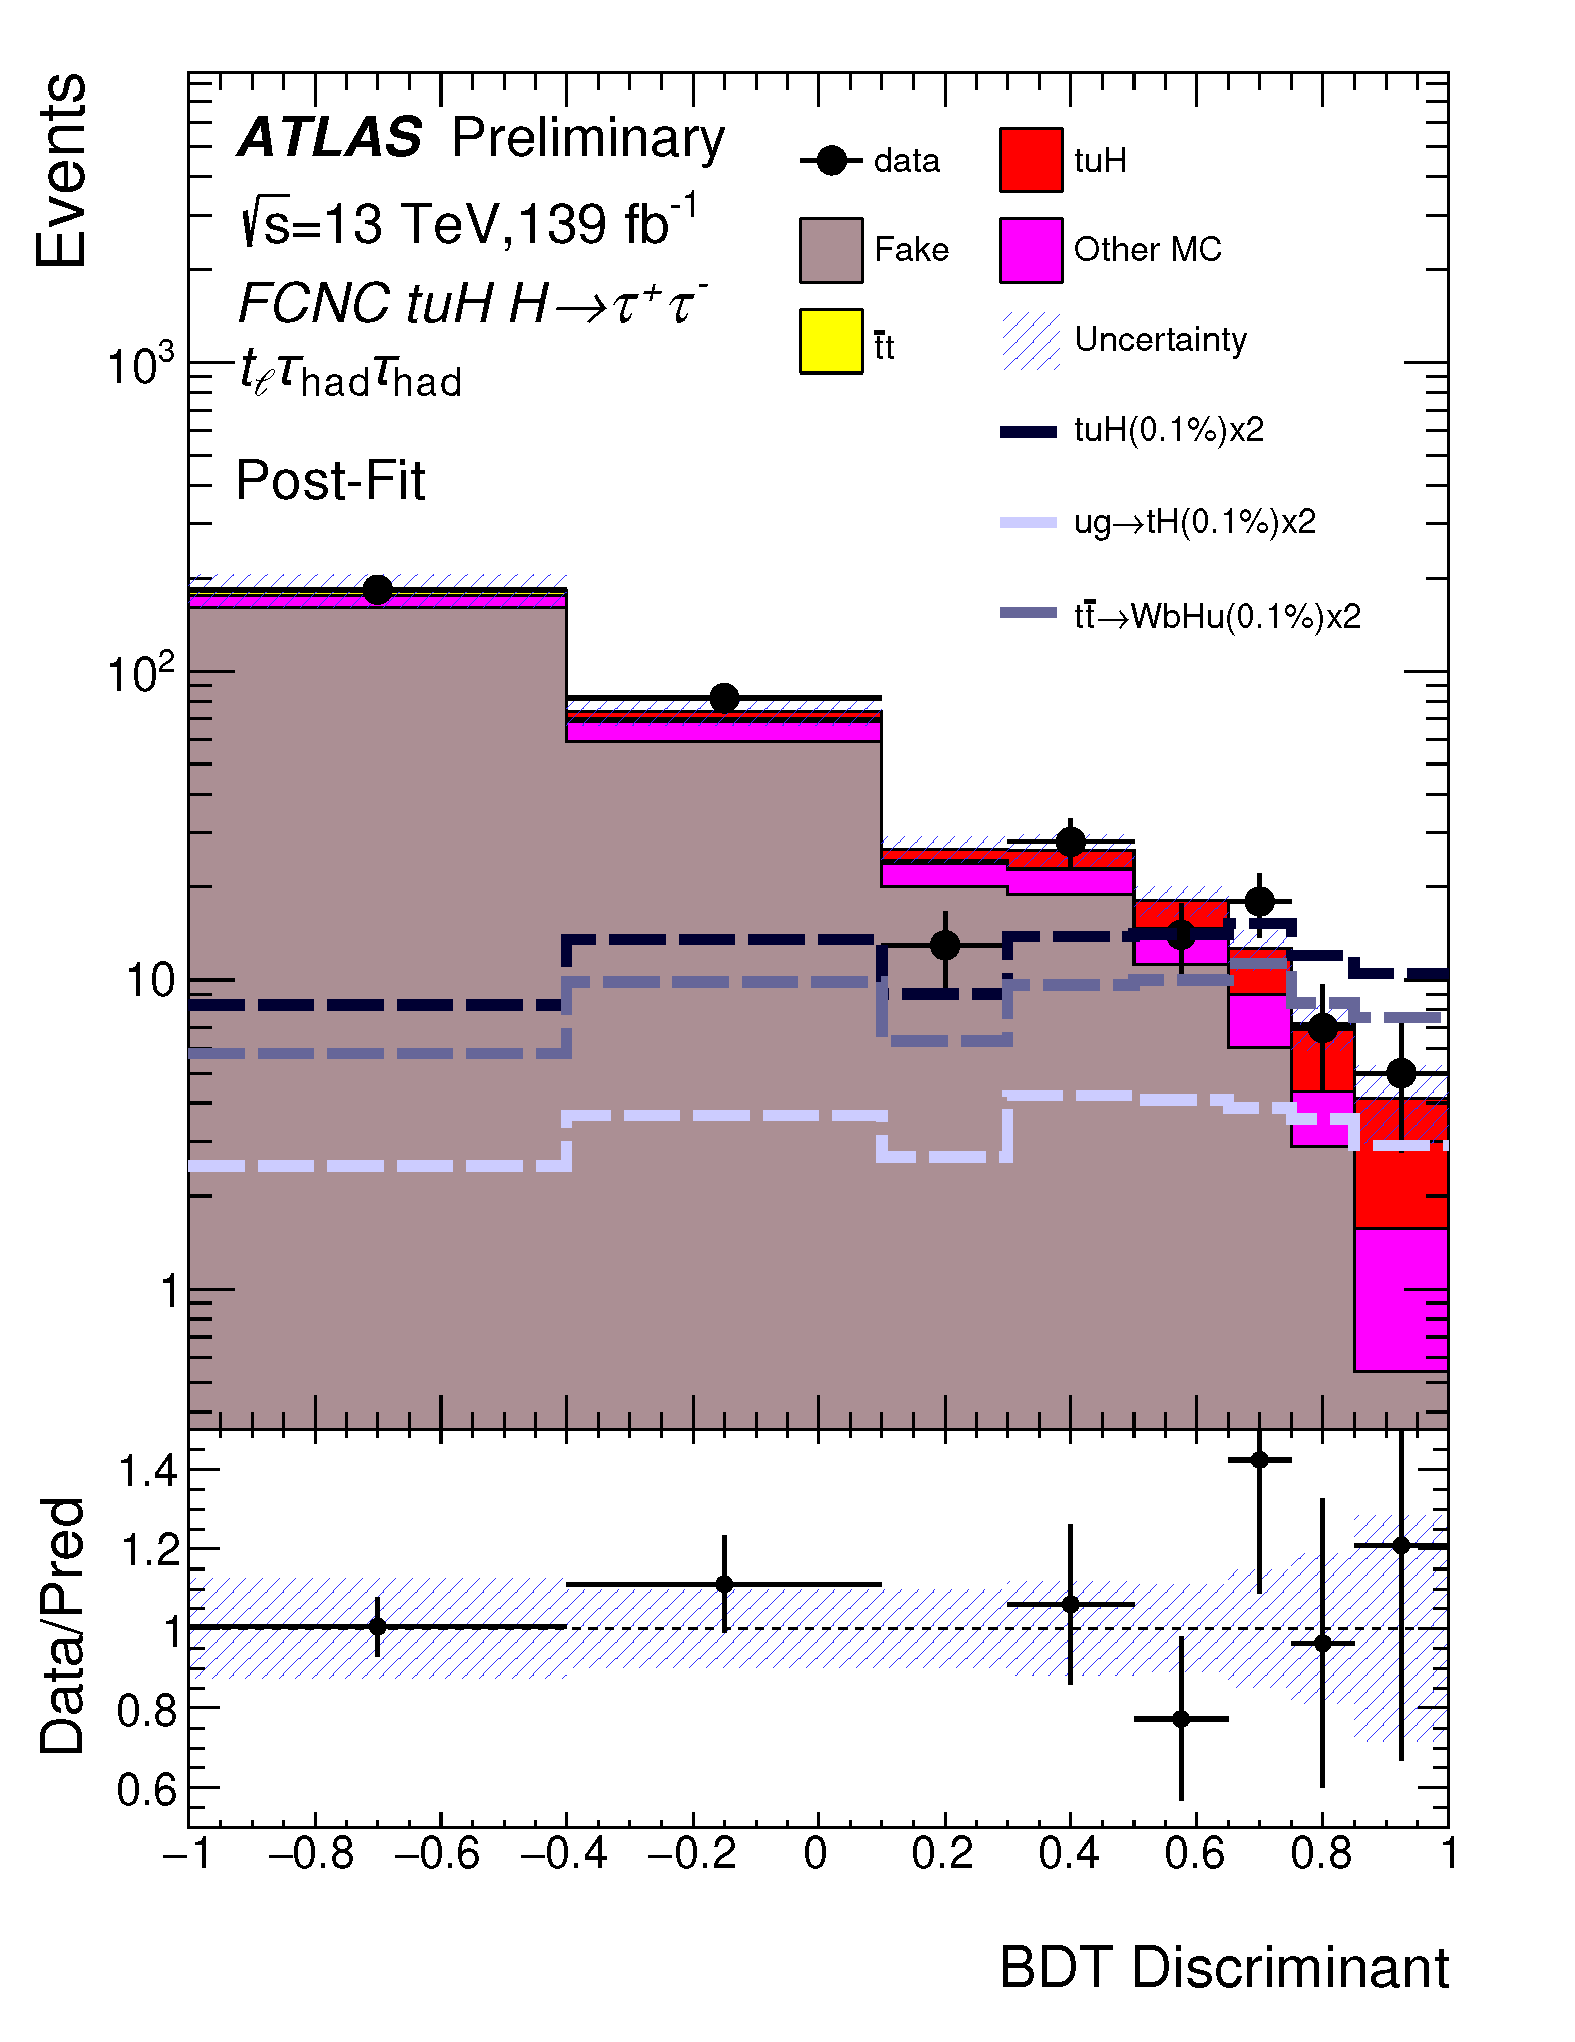 Events
ATLAS Preliminary
√s=13 TeV,139 fb⁻¹
FCNC tuH H→τ⁺τ⁻
tℓτhadτhad
Post-Fit
data
tuH
Fake
Other MC
t̄t
Uncertainty
tuH(0.1%)x2
ug→tH(0.1%)x2
tt̄→WbHu(0.1%)x2
10³
10²
10
1
Data/Pred
1.4
1.2
1
0.8
0.6
−1 −0.8 −0.6 −0.4 −0.2 0 0.2 0.4 0.6 0.8 1
BDT Discriminant